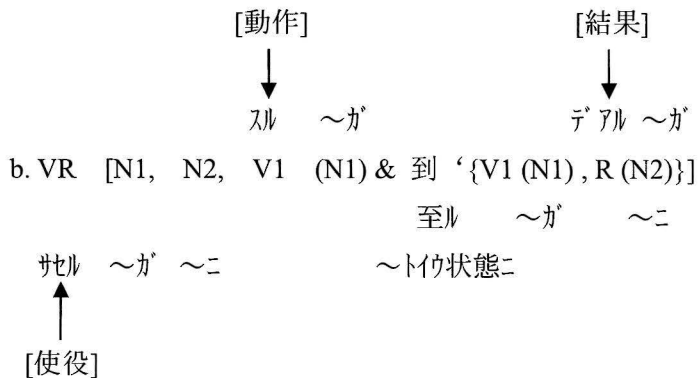 [動作] [結果]
スル ～ガ デアル ～ガ
b. VR [N1, N2, V1 (N1) & 到 ‘{V1 (N1) , R (N2)}]
至ル ～ガ ～ニ
サセル ～ガ ～ニ ～トイウ状態ニ
[使役]